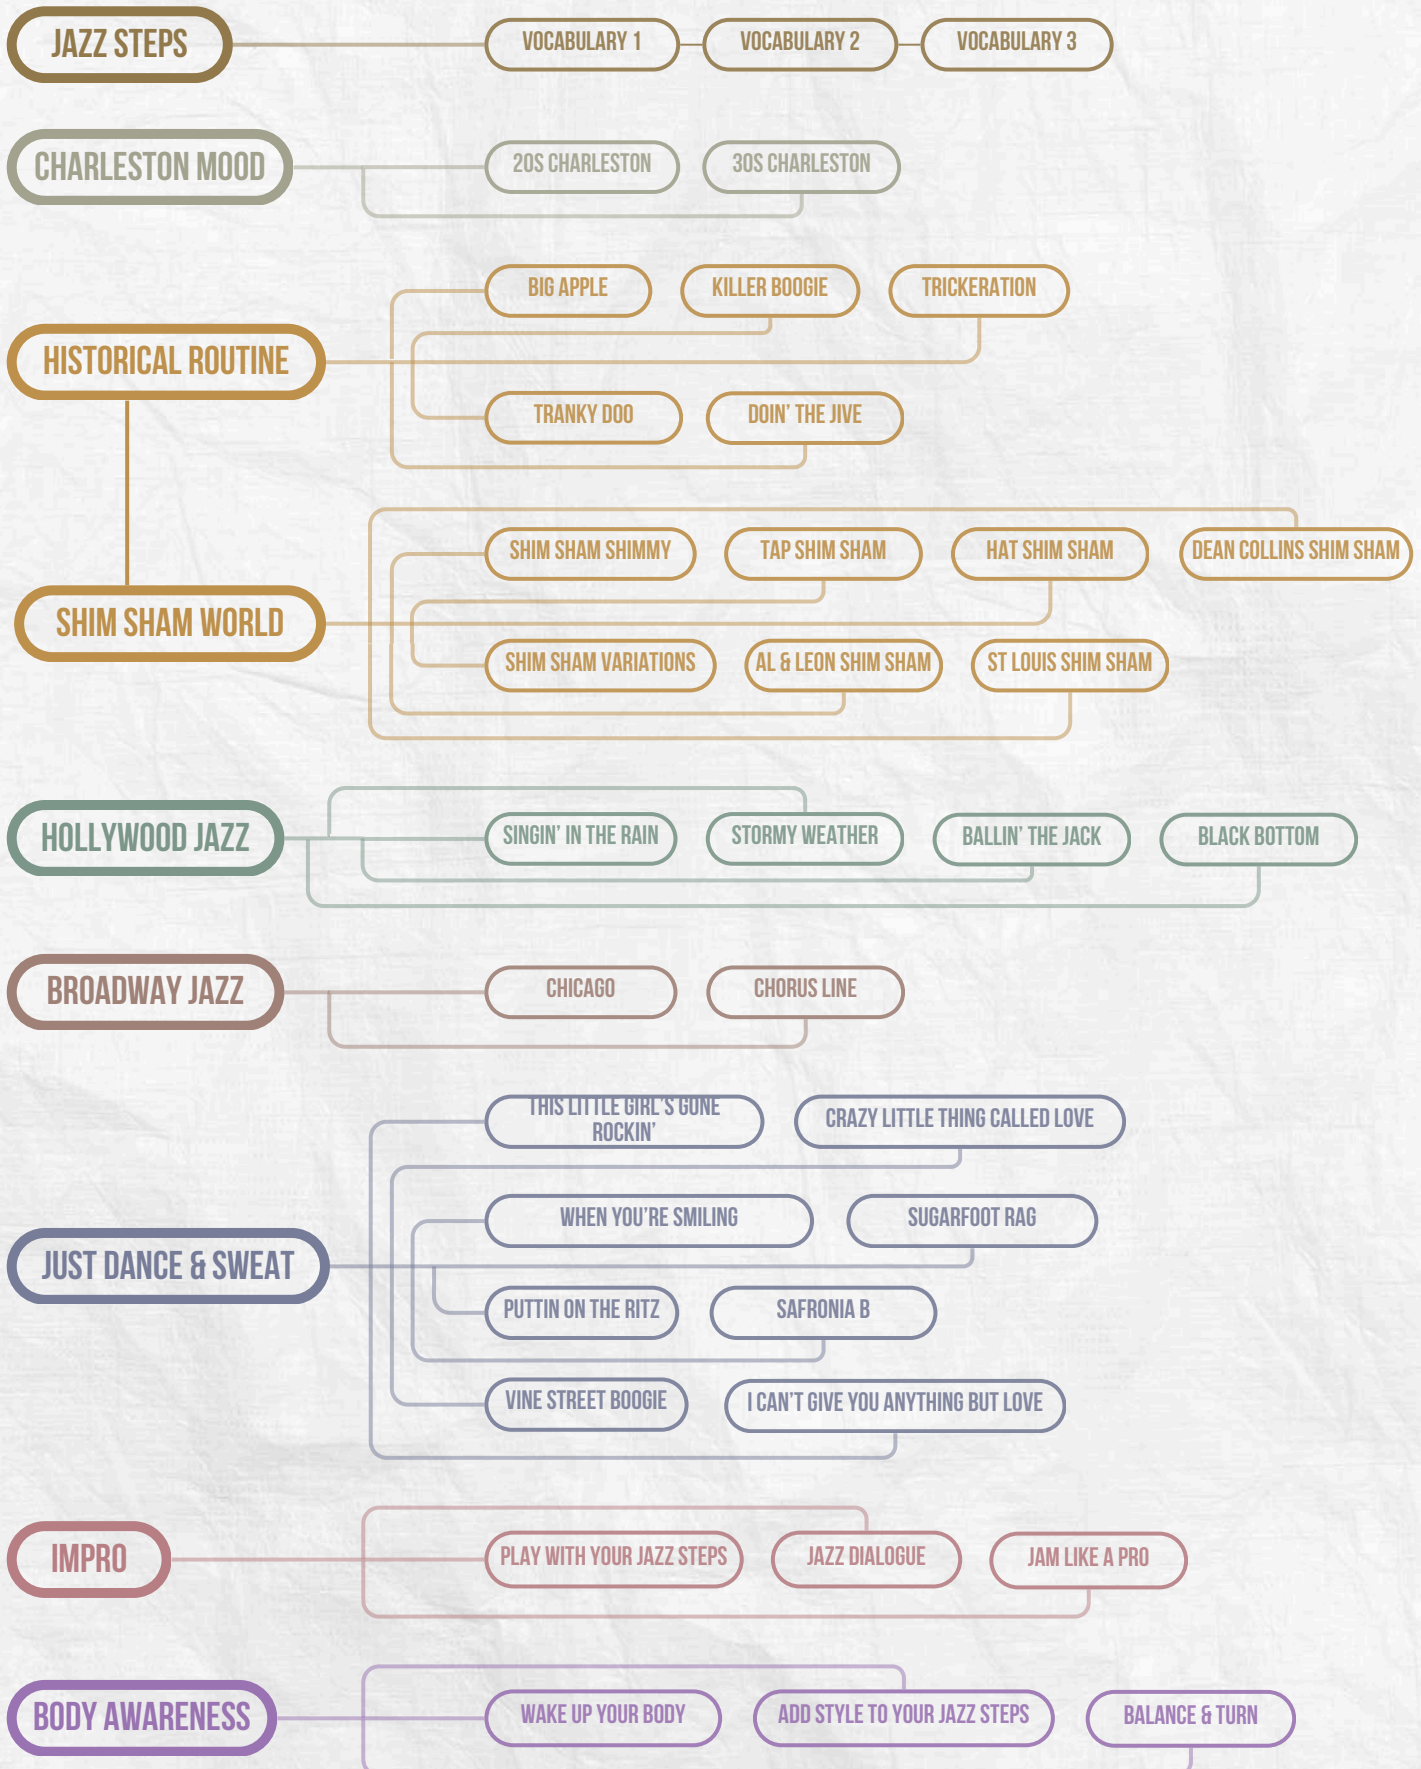 JAZZ STEPS
VOCABULARY 1
VOCABULARY 2
VOCABULARY 3
CHARLESTON MOOD
20S CHARLESTON
30S CHARLESTON
HISTORICAL ROUTINE
BIG APPLE
KILLER BOOGIE
TRICKERATION
TRANKY DOO
DOIN' THE JIVE
SHIM SHAM WORLD
SHIM SHAM SHIMMY
TAP SHIM SHAM
HAT SHIM SHAM
DEAN COLLINS SHIM SHAM
SHIM SHAM VARIATIONS
AL & LEON SHIM SHAM
ST LOUIS SHIM SHAM
HOLLYWOOD JAZZ
SINGIN' IN THE RAIN
STORMY WEATHER
BALLIN' THE JACK
BLACK BOTTOM
BROADWAY JAZZ
CHICAGO
CHORUS LINE
JUST DANCE & SWEAT
THIS LITTLE GIRL'S GONE
ROCKIN'
CRAZY LITTLE THING CALLED LOVE
WHEN YOU'RE SMILING
SUGARFOOT RAG
PUTTIN ON THE RITZ
SAFRONIA B
VINE STREET BOOGIE
I CAN'T GIVE YOU ANYTHING BUT LOVE
IMPRO
PLAY WITH YOUR JAZZ STEPS
JAZZ DIALOGUE
JAM LIKE A PRO
BODY AWARENESS
WAKE UP YOUR BODY
ADD STYLE TO YOUR JAZZ STEPS
BALANCE & TURN